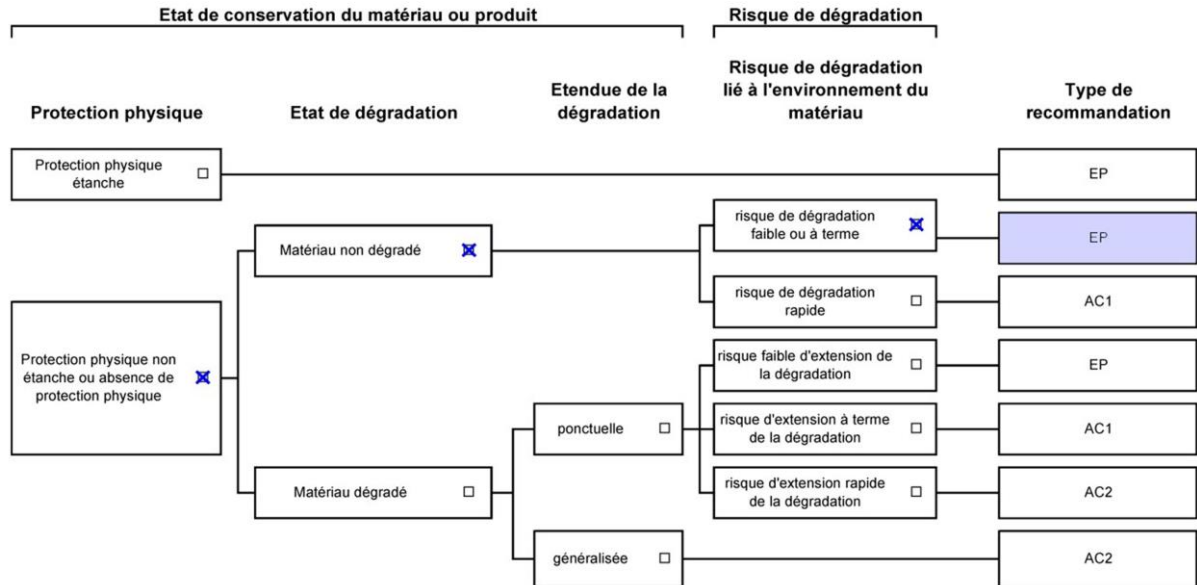 Etat de conservation du matériau ou produit
Risque de dégradation
Protection physique
Etat de dégradation
Etendue de la
dégradation
Risque de dégradation
lié à l'environnement du
matériau
Type de
recommandation
Protection physique
étanche
EP
Matériau non dégradé
risque de dégradation
faible ou à terme
EP
risque de dégradation
rapide
AC1
Protection physique non
étanche ou absence de
protection physique
risque faible d'extension de
la dégradation
EP
ponctuelle
risque d'extension à terme
de la dégradation
AC1
Matériau dégradé
risque d'extension rapide
de la dégradation
AC2
généralisée
AC2